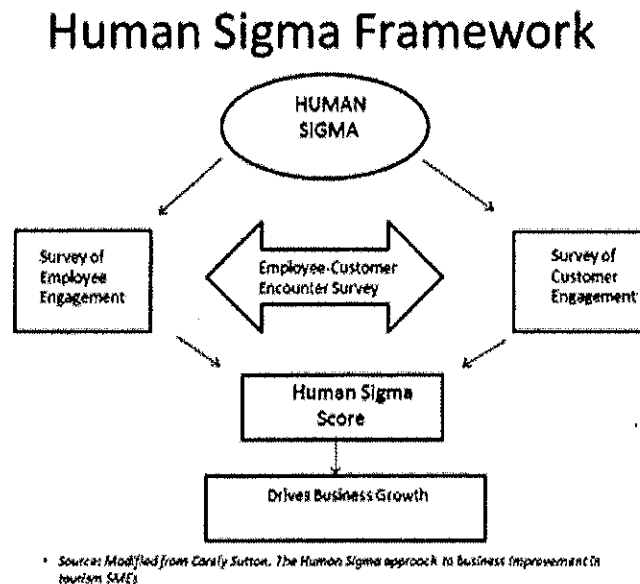 Human Sigma Framework
HUMAN
SIGMA
Survey of
Employee
Engagement
Employee-Customer
Encounter Survey
Survey of
Customer
Engagement
Human Sigma
Score
Drives Business Growth
• Source: Modified from Carely Sutton. The Human Sigma approach to Business Improvement in
tourism SMEs